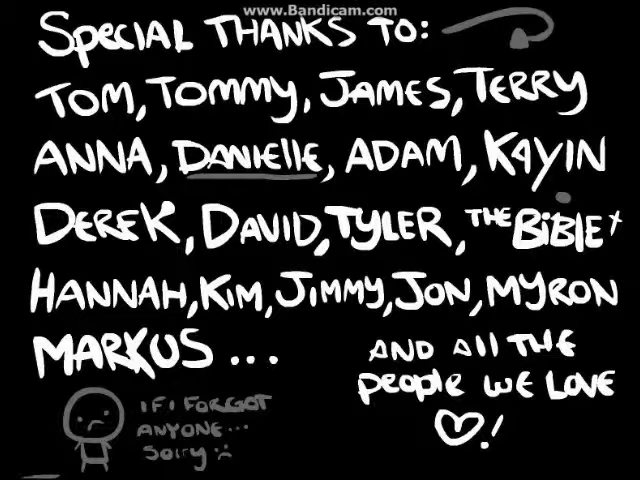 www.Bandicam.com
SPECIAL THANKS TO:
TOM, TOMMY, JAMES, TERRY
ANNA, DANIELLE, ADAM, KAYIN
DEREK, DAVID, TYLER, THE BIBLE
HANNAH, KIM, JIMMY, JON, MYRON
MARKUS ...
AND All THE
people WE LOVE
♡!
IF I FORGOT
ANYONE...
SORRY :(